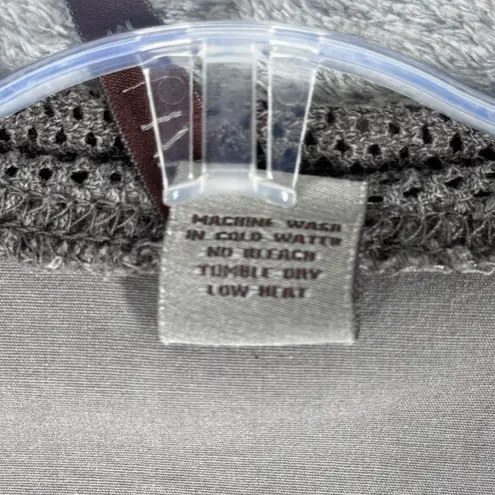 MACHINE WASH
IN COLD WATER
NO BLEACH
TUMBLE DRY
LOW HEAT